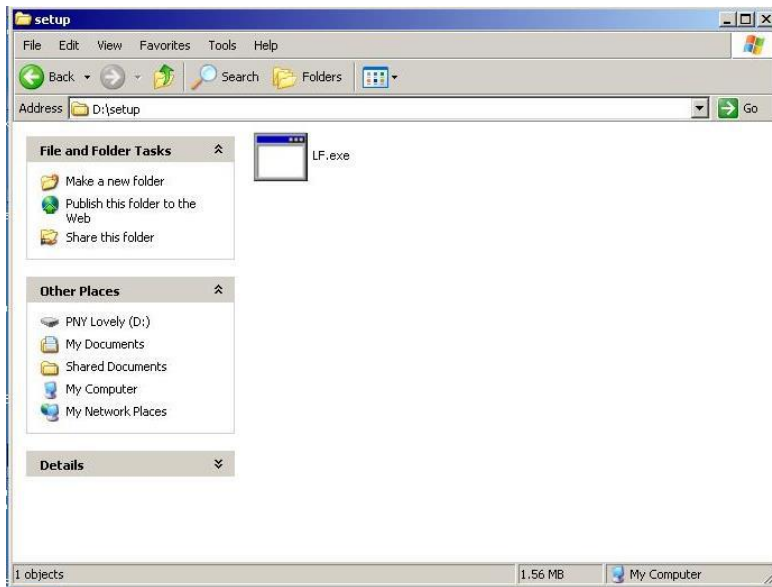 setup
File Edit View Favorites Tools Help
Back Search Folders
Address D:\setup Go
File and Folder Tasks
Make a new folder
Publish this folder to the
Web
Share this folder
Other Places
PNY Lovely (D:)
My Documents
Shared Documents
My Computer
My Network Places
Details
LF.exe
1 objects 1.56 MB My Computer